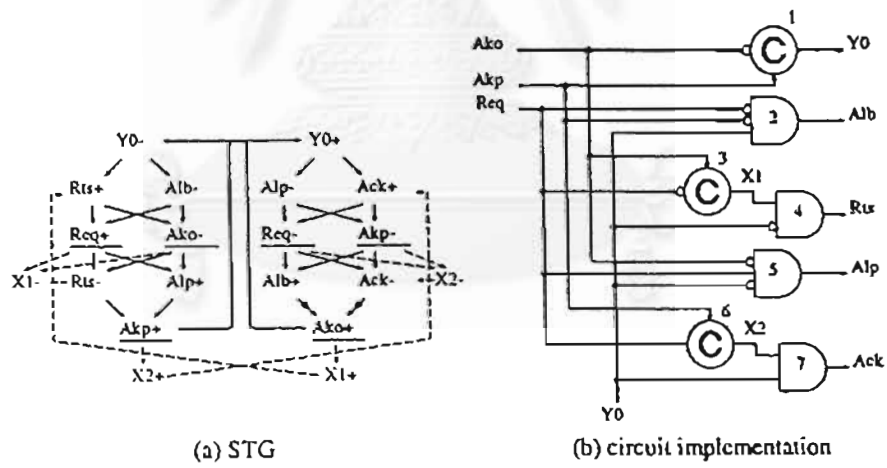 Y0- Y0+
Rts+ Alb- Alp- Ack+
Req+ Ako- Req- Akp-
X1- Rts- Alp+ Alb+ Ack- X2-
Akp+ Ako+
X2+ X1+
(a) STG
Ako C 1 Y0
Akp
Req 2 Alb
3
C X1
4 Rts
5 Alp
6
C X2
7 Ack
Y0
(b) circuit implementation